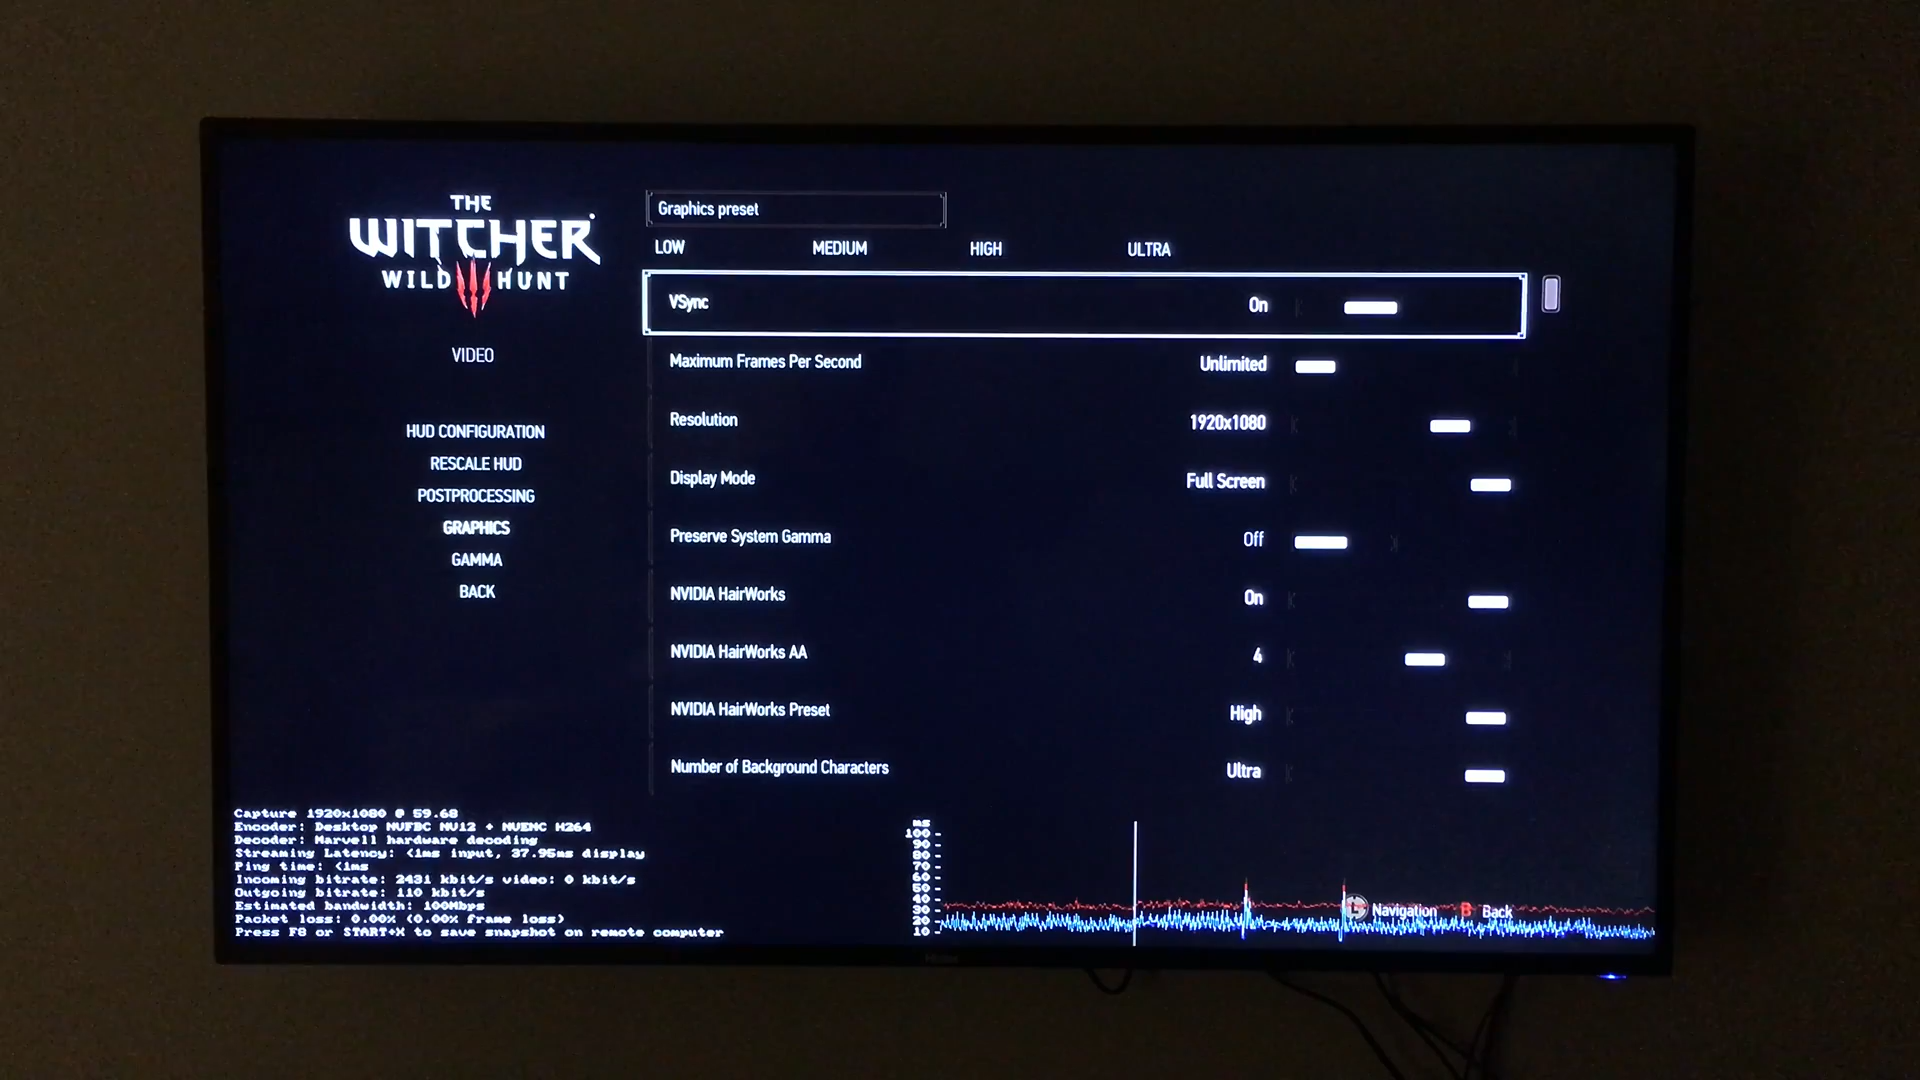 THE
WITCHER
WILD HUNT
VIDEO
HUD CONFIGURATION
RESCALE HUD
POSTPROCESSING
GRAPHICS
GAMMA
BACK
Graphics preset
LOW MEDIUM HIGH ULTRA
VSync On
Maximum Frames Per Second Unlimited
Resolution 1920x1080
Display Mode Full Screen
Preserve System Gamma Off
NVIDIA HairWorks On
NVIDIA HairWorks AA 4
NVIDIA HairWorks Preset High
Number of Background Characters Ultra
Capture 1920x1080 @ 59.68
Encoder: Desktop NVFBC NV12 + NVENC H264
Decoder: Marvell hardware decoding
Streaming Latency: <1ms input, 37.95ms display
Ping time: <1ms
Incoming bitrate: 2431 kbit/s video: 0 kbit/s
Outgoing bitrate: 110 kbit/s
Estimated bandwidth: 100Mbps
Packet loss: 0.00% (0.00% frame loss)
Press F8 or START+X to save snapshot on remote computer
ms
100
90
80
70
60
50
40
30
20
10
L Navigation B Back
Haier